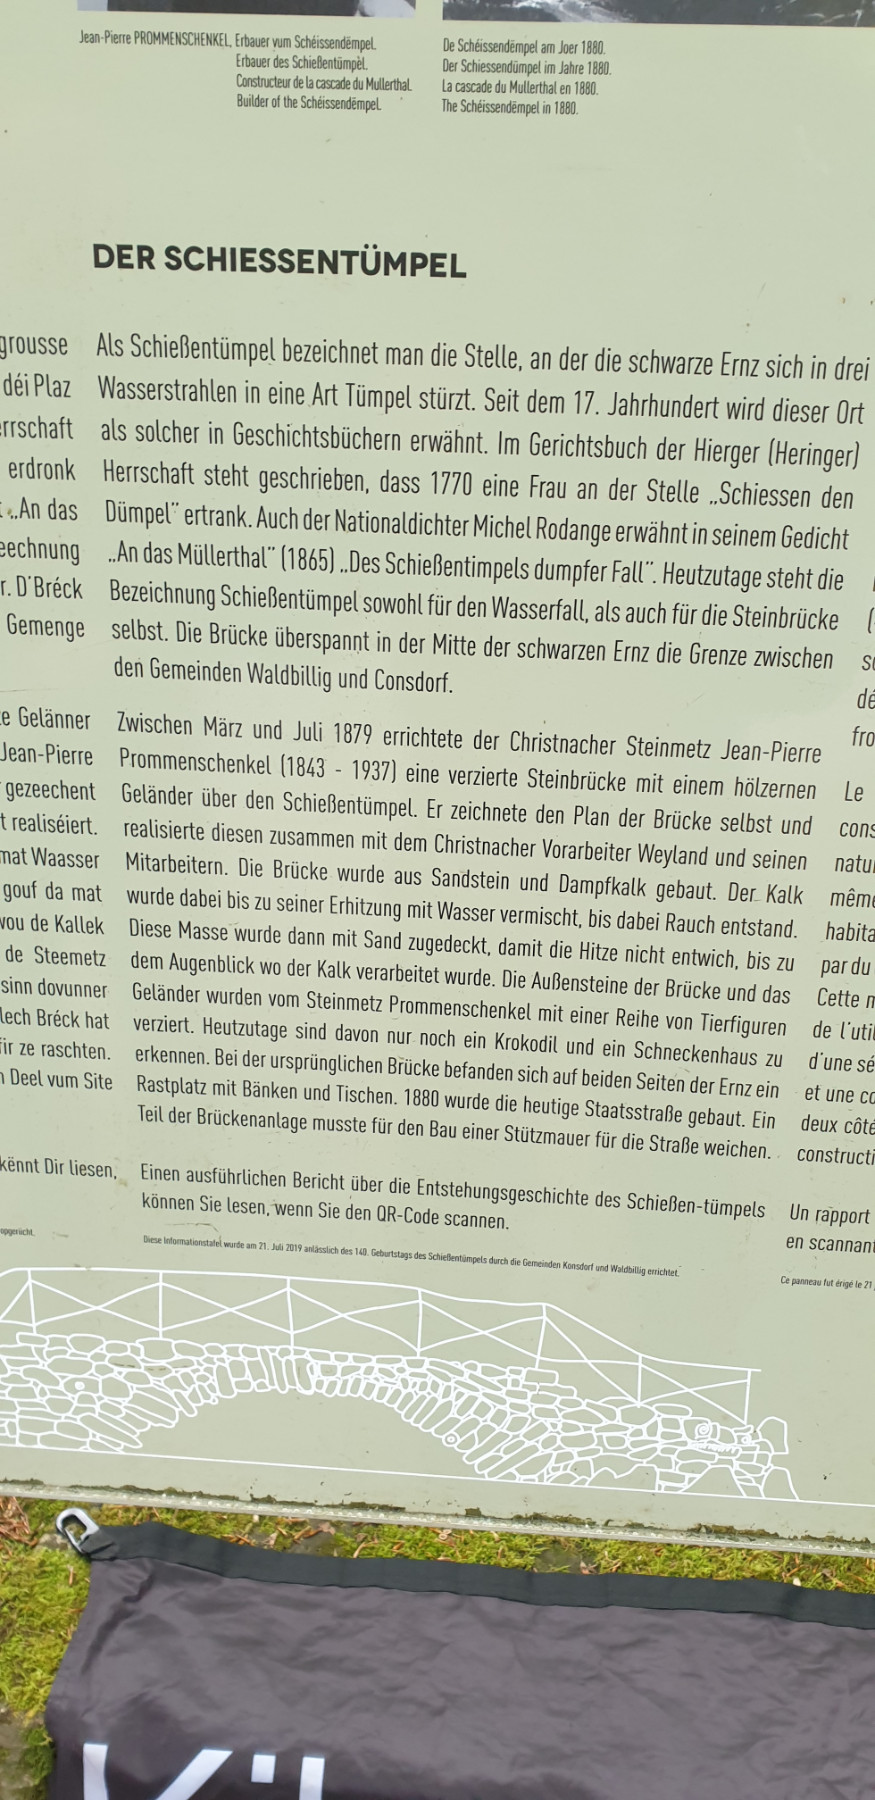 Jean-Pierre PROMMENSCHENKEL, Erbauer vum Schéissendëmpel.
Erbauer des Schießentümpel.
Constructeur de la cascade du Mullerthal.
Builder of the Schéissendëmpel.
De Schéissendëmpel am Joer 1880.
Der Schiessendümpel im Jahre 1880.
La cascade du Mullerthal en 1880.
The Schéissendëmpel in 1880.
DER SCHIESSENTÜMPEL
grousse
déi Plaz
errschaft
erdronk
„An das
eechnung
r. D'Bréck
Gemenge
Als Schießentümpel bezeichnet man die Stelle, an der die schwarze Ernz sich in drei
Wasserstrahlen in eine Art Tümpel stürzt. Seit dem 17. Jahrhundert wird dieser Ort
als solcher in Geschichtsbüchern erwähnt. Im Gerichtsbuch der Hierger (Heringer)
Herrschaft steht geschrieben, dass 1770 eine Frau an der Stelle „Schiessen den
Dümpel" ertrank. Auch der Nationaldichter Michel Rodange erwähnt in seinem Gedicht
„An das Müllerthal" (1865) „Des Schießentimpels dumpfer Fall". Heutzutage steht die
Bezeichnung Schießentümpel sowohl für den Wasserfall, als auch für die Steinbrücke
selbst. Die Brücke überspannt in der Mitte der schwarzen Ernz die Grenze zwischen
den Gemeinden Waldbillig und Consdorf.
e Gelänner
Jean-Pierre
gezeechent
t realiséiert.
mat Waasser
gouf da mat
wou de Kallek
de Steemetz
sinn dovunner
lech Bréck hat
fir ze raschten.
n Deel vum Site
Zwischen März und Juli 1879 errichtete der Christnacher Steinmetz Jean-Pierre
Prommenschenkel (1843 - 1937) eine verzierte Steinbrücke mit einem hölzernen
Geländer über den Schießentümpel. Er zeichnete den Plan der Brücke selbst und
realisierte diesen zusammen mit dem Christnacher Vorarbeiter Weyland und seinen
Mitarbeitern. Die Brücke wurde aus Sandstein und Dampfkalk gebaut. Der Kalk
wurde dabei bis zu seiner Erhitzung mit Wasser vermischt, bis dabei Rauch entstand.
Diese Masse wurde dann mit Sand zugedeckt, damit die Hitze nicht entwich, bis zu
dem Augenblick wo der Kalk verarbeitet wurde. Die Außensteine der Brücke und das
Geländer wurden vom Steinmetz Prommenschenkel mit einer Reihe von Tierfiguren
verziert. Heutzutage sind davon nur noch ein Krokodil und ein Schneckenhaus zu
erkennen. Bei der ursprünglichen Brücke befanden sich auf beiden Seiten der Ernz ein
Rastplatz mit Bänken und Tischen. 1880 wurde die heutige Staatsstraße gebaut. Ein
Teil der Brückenanlage musste für den Bau einer Stützmauer für die Straße weichen.
kënnt Dir liesen,
Einen ausführlichen Bericht über die Entstehungsgeschichte des Schießen-tümpels
können Sie lesen, wenn Sie den QR-Code scannen.
opgeriicht.
Diese Informationstafel wurde am 21. Juli 2019 anlässlich des 140. Geburtstags des Schießentümpels durch die Gemeinden Konsdorf und Waldbillig errichtet.
(
so
dé
fro
Le
cons
natu
même
habita
par du
Cette m
de l'util
d'une sé
et une co
deux côté
constructi
Un rapport
en scannant
Ce panneau fut érigé le 21